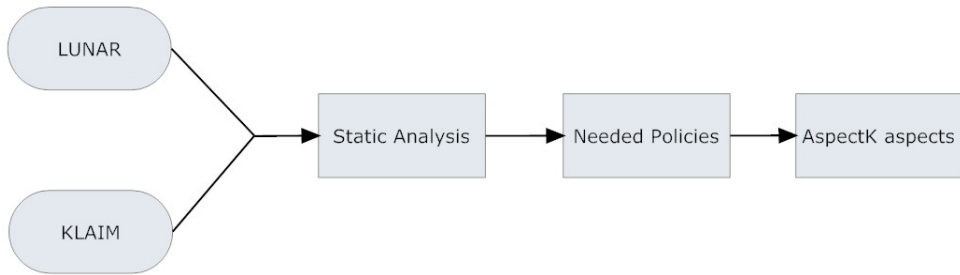 LUNAR
KLAIM
Static Analysis
Needed Policies
AspectK aspects